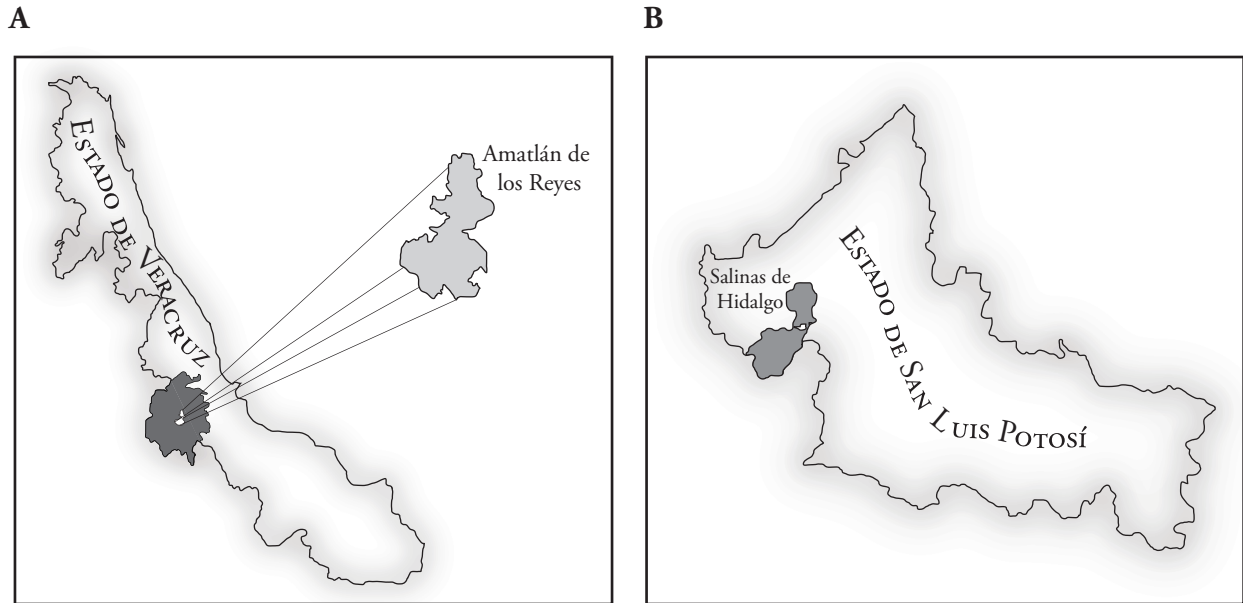 A
Estado de Veracruz
Amatlán de
los Reyes
B
Salinas de
Hidalgo
Estado de San Luis Potosí